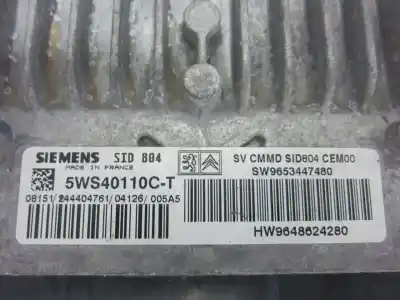 SIEMENS SID 804
MADE IN FRANCE
5WS40110C-T
08151/244404761/04126/005A5
SV CMMD SID804 CEM00
SW9653447480
HW9648624280